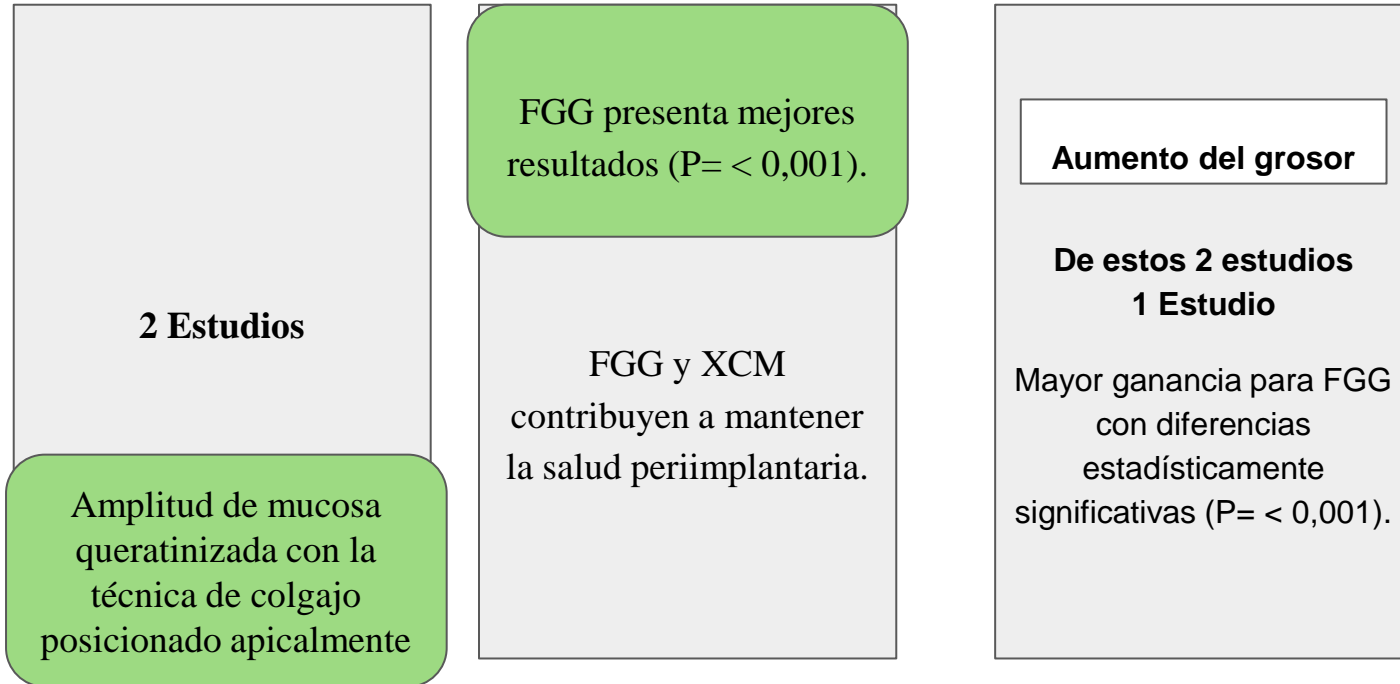 2 Estudios
Amplitud de mucosa
queratinizada con la
técnica de colgajo
posicionado apicalmente
FGG presenta mejores
resultados (P= < 0,001).
FGG y XCM
contribuyen a mantener
la salud periimplantaria.
Aumento del grosor
De estos 2 estudios
1 Estudio
Mayor ganancia para FGG
con diferencias
estadísticamente
significativas (P= < 0,001).